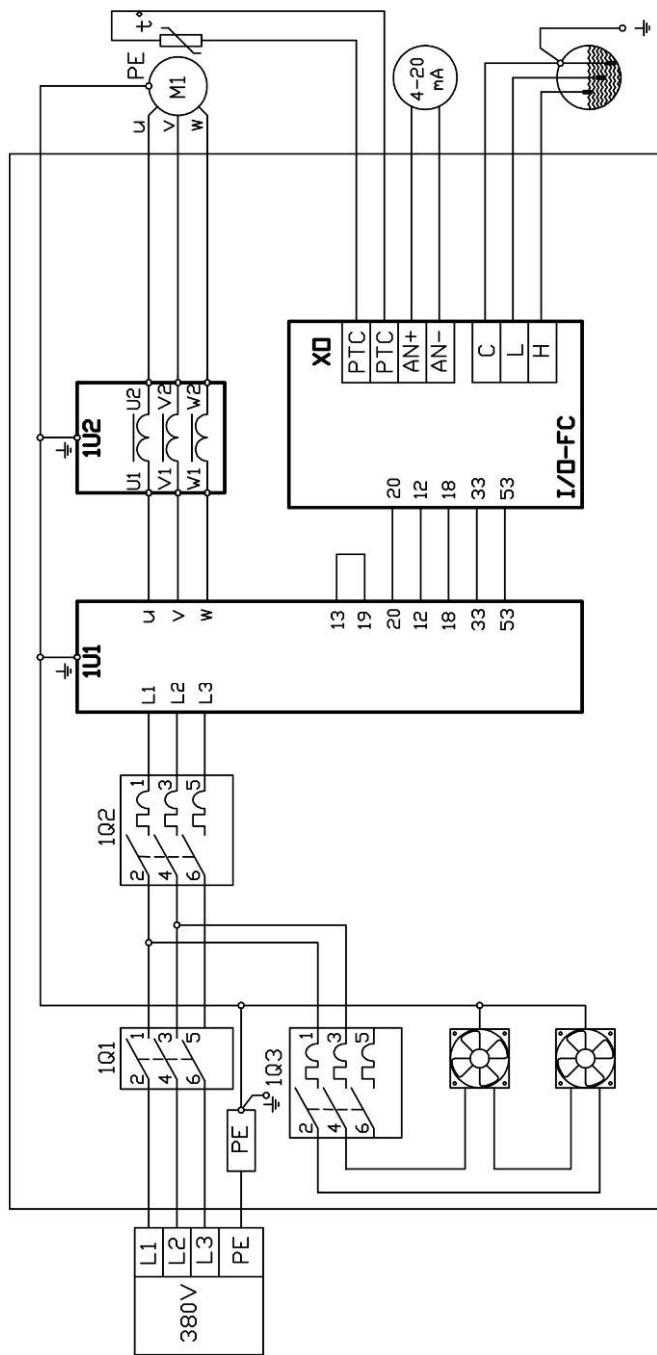 380V
L1
L2
L3
PE
PE
1Q1
2 1
4 3
6 5
1Q3
2 1
4 3
6 5
1Q2
2 1
4 3
6 5
1U1
L1 U
L2 V
L3 W
13
19
20
12
18
33
53
1U2
U1 U2
V1 V2
W1 W2
I/O-FC
X0
20
12
18
33
53
PTC
PTC
AN+
AN-
C
L
H
U
V
W
PE
M1
t°
4-20
mA